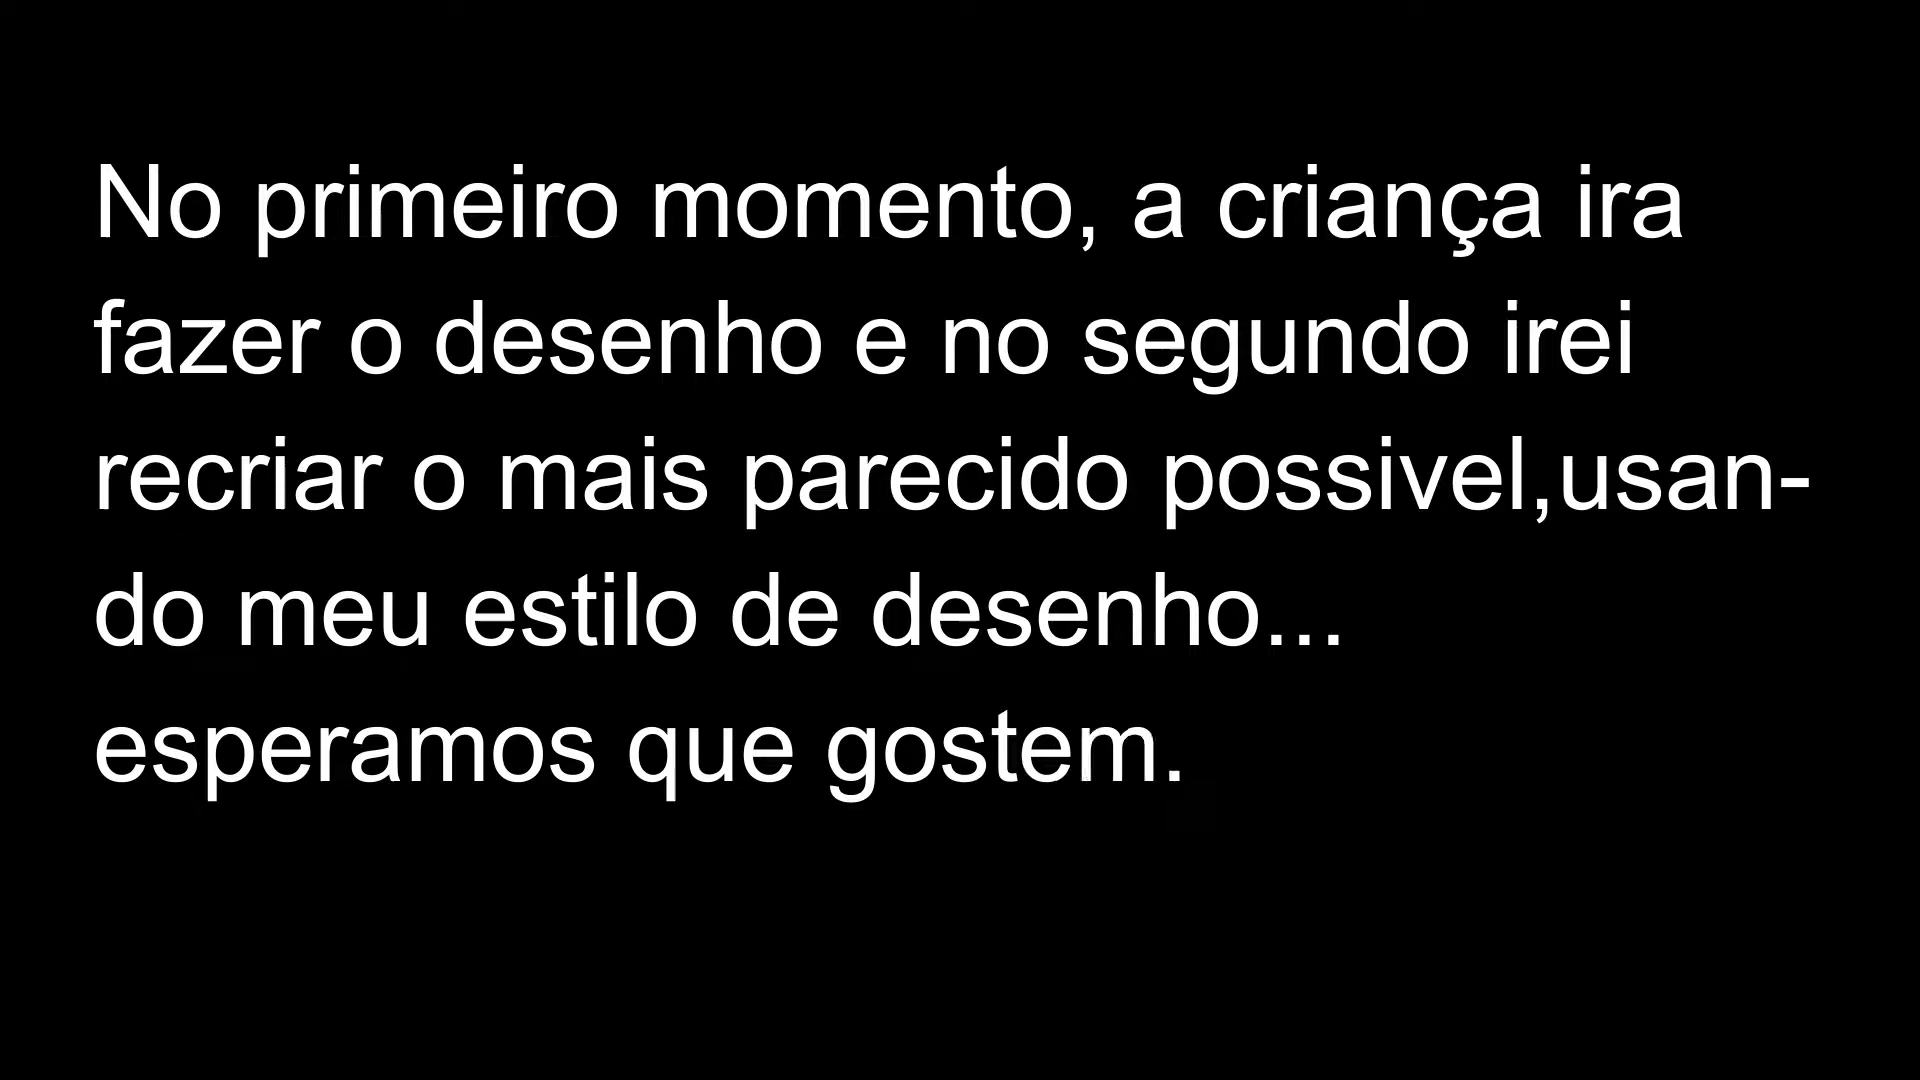 No primeiro momento, a criança ira
fazer o desenho e no segundo irei
recriar o mais parecido possivel,usan-
do meu estilo de desenho...
esperamos que gostem.